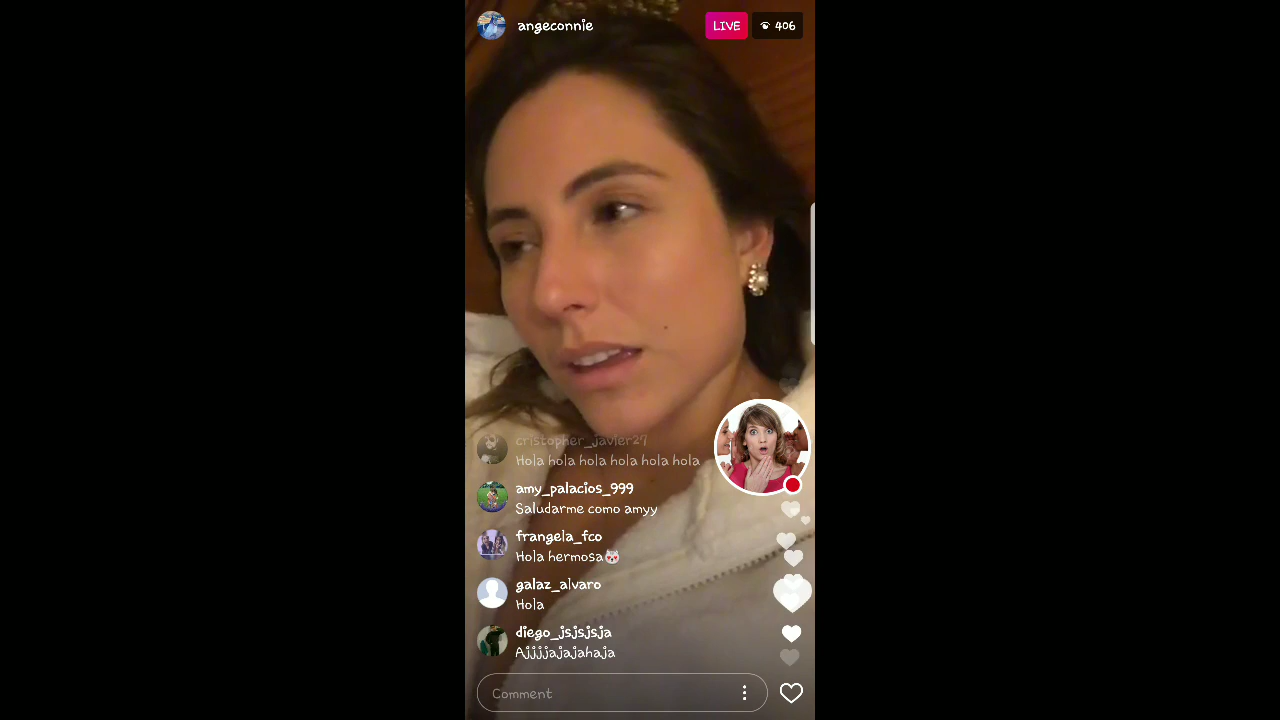 angeconnie
LIVE
406
cristopher_javier27
Hola hola hola hola hola hola
amy_palacios_999
Saludarme como amyy
frangela_fco
Hola hermosa😻
galaz_alvaro
Hola
diego_jsjsjsja
Ajjjjajajahaja
Comment